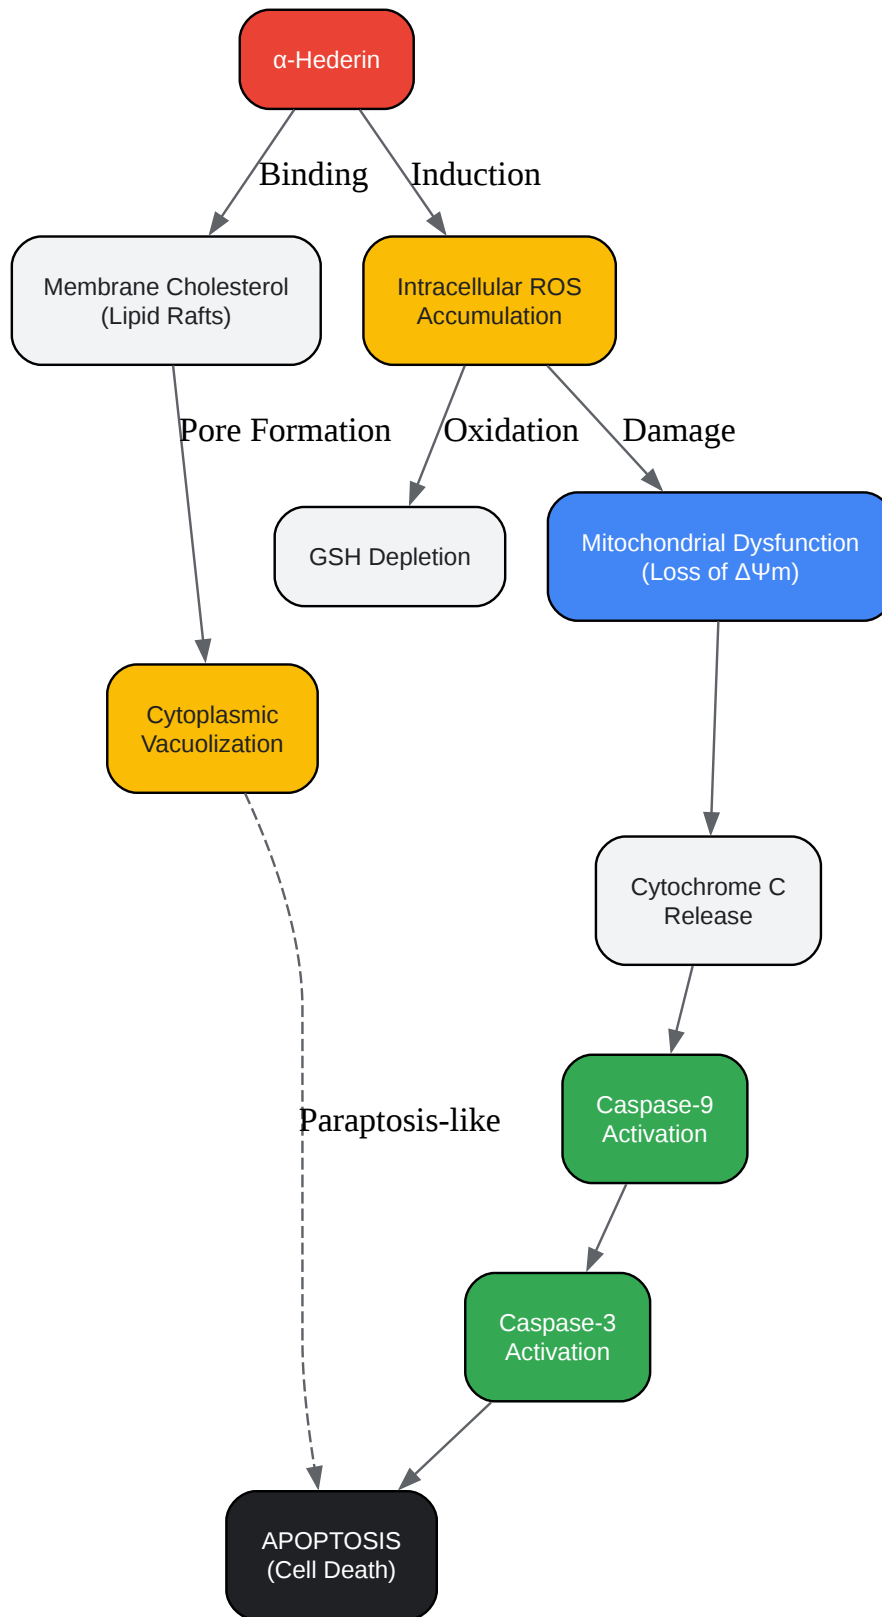 α-Hederin
Binding
Induction
Membrane Cholesterol
(Lipid Rafts)
Intracellular ROS
Accumulation
Pore Formation
Oxidation
Damage
GSH Depletion
Mitochondrial Dysfunction
(Loss of ΔΨm)
Cytoplasmic
Vacuolization
Cytochrome C
Release
Paraptosis-like
Caspase-9
Activation
Caspase-3
Activation
APOPTOSIS
(Cell Death)